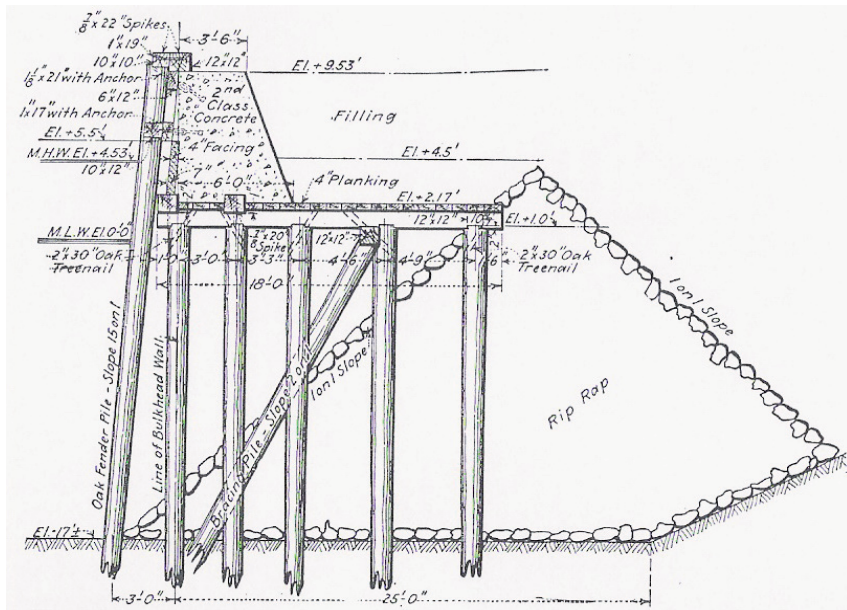 7/8"x22" Spikes
1"x19"
10"x10"
1 1/8"x21" with Anchor
6"x12"
1"x17" with Anchor
El.+5.5'
M.H.W. El.+4.53'
10"x12"
3'-6"
12"x12"
2nd
Class
Concrete
4" Facing
7"
6'-0"
El.+9.53'
Filling
El.+4.5'
4" Planking
El.+2.17'
12"x12"
El.+1.0'
M.L.W. El.0'-0"
2"x30" Oak
Treenail
7/8"x20"
Spikes
12"x12"
2"x30" Oak
Treenail
1'-0"
3'-0"
3'-3"
4'-6"
4'-9"
1'-6"
18'-0"
Oak Fender Pile - Slope 15 on 1
Line of Bulkhead Wall
Bracing Pile - Slope 2 on 1
1 on 1 Slope
1 on 1 Slope
Rip Rap
El.-17'±
3'-0"
25'-0"